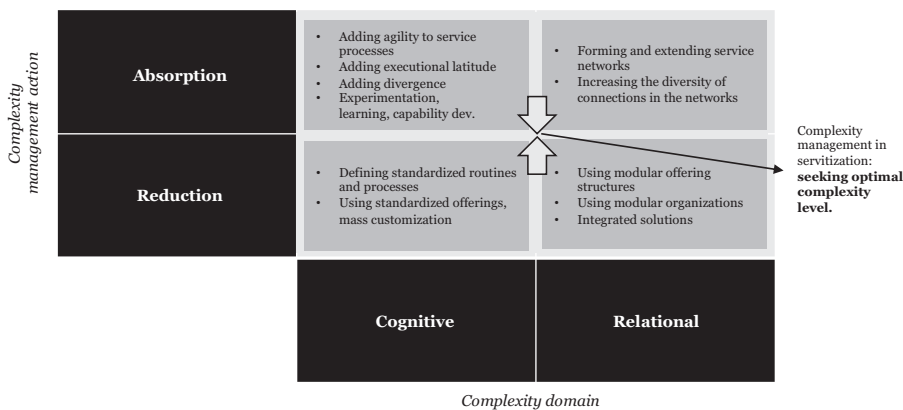 Complexity
management action
Absorption
• Adding agility to service
processes
• Adding executional latitude
• Adding divergence
• Experimentation,
learning, capability dev.
• Forming and extending service
networks
• Increasing the diversity of
connections in the networks
Reduction
• Defining standardized routines
and processes
• Using standardized offerings,
mass customization
• Using modular offering
structures
• Using modular organizations
• Integrated solutions
Complexity
management in
servitization:
seeking optimal
complexity
level.
Cognitive
Relational
Complexity domain